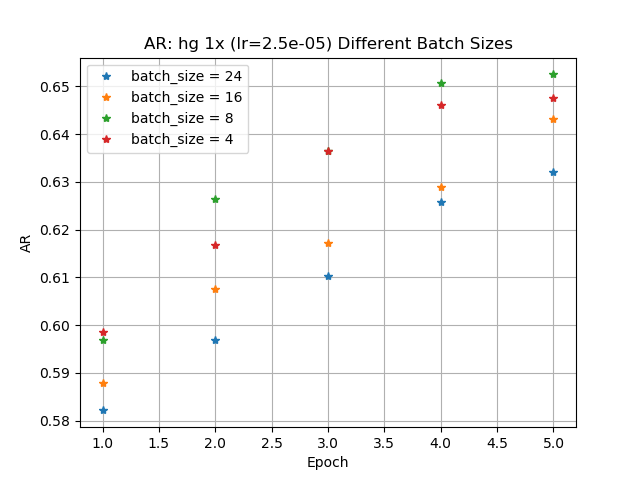 AR: hg 1x (lr=2.5e-05) Different Batch Sizes
batch_size = 24
batch_size = 16
batch_size = 8
batch_size = 4
0.65
0.64
0.63
0.62
0.61
0.60
0.59
0.58
AR
1.0 1.5 2.0 2.5 3.0 3.5 4.0 4.5 5.0
Epoch